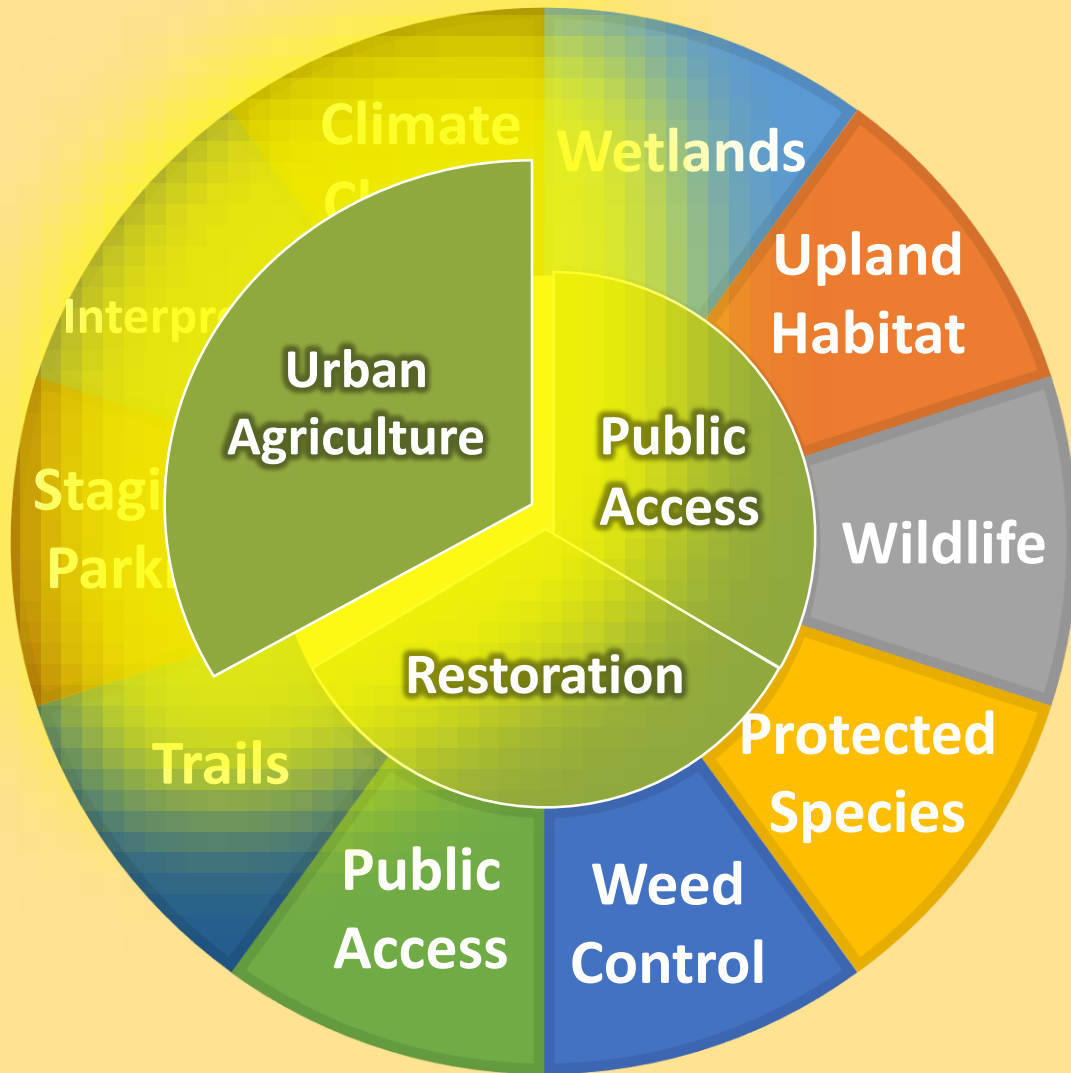 Climate
Wetlands
Upland
Habitat
Wildlife
Protected
Species
Weed
Control
Public
Access
Trails
Urban
Agriculture
Public
Access
Restoration